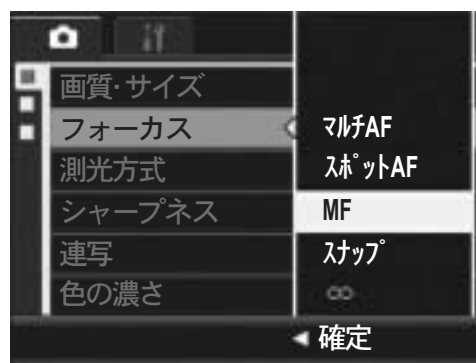 画質･サイズ
フォーカス
測光方式
シャープネス
連写
色の濃さ
マルチAF
スポットAF
MF
スナップ
∞
確定